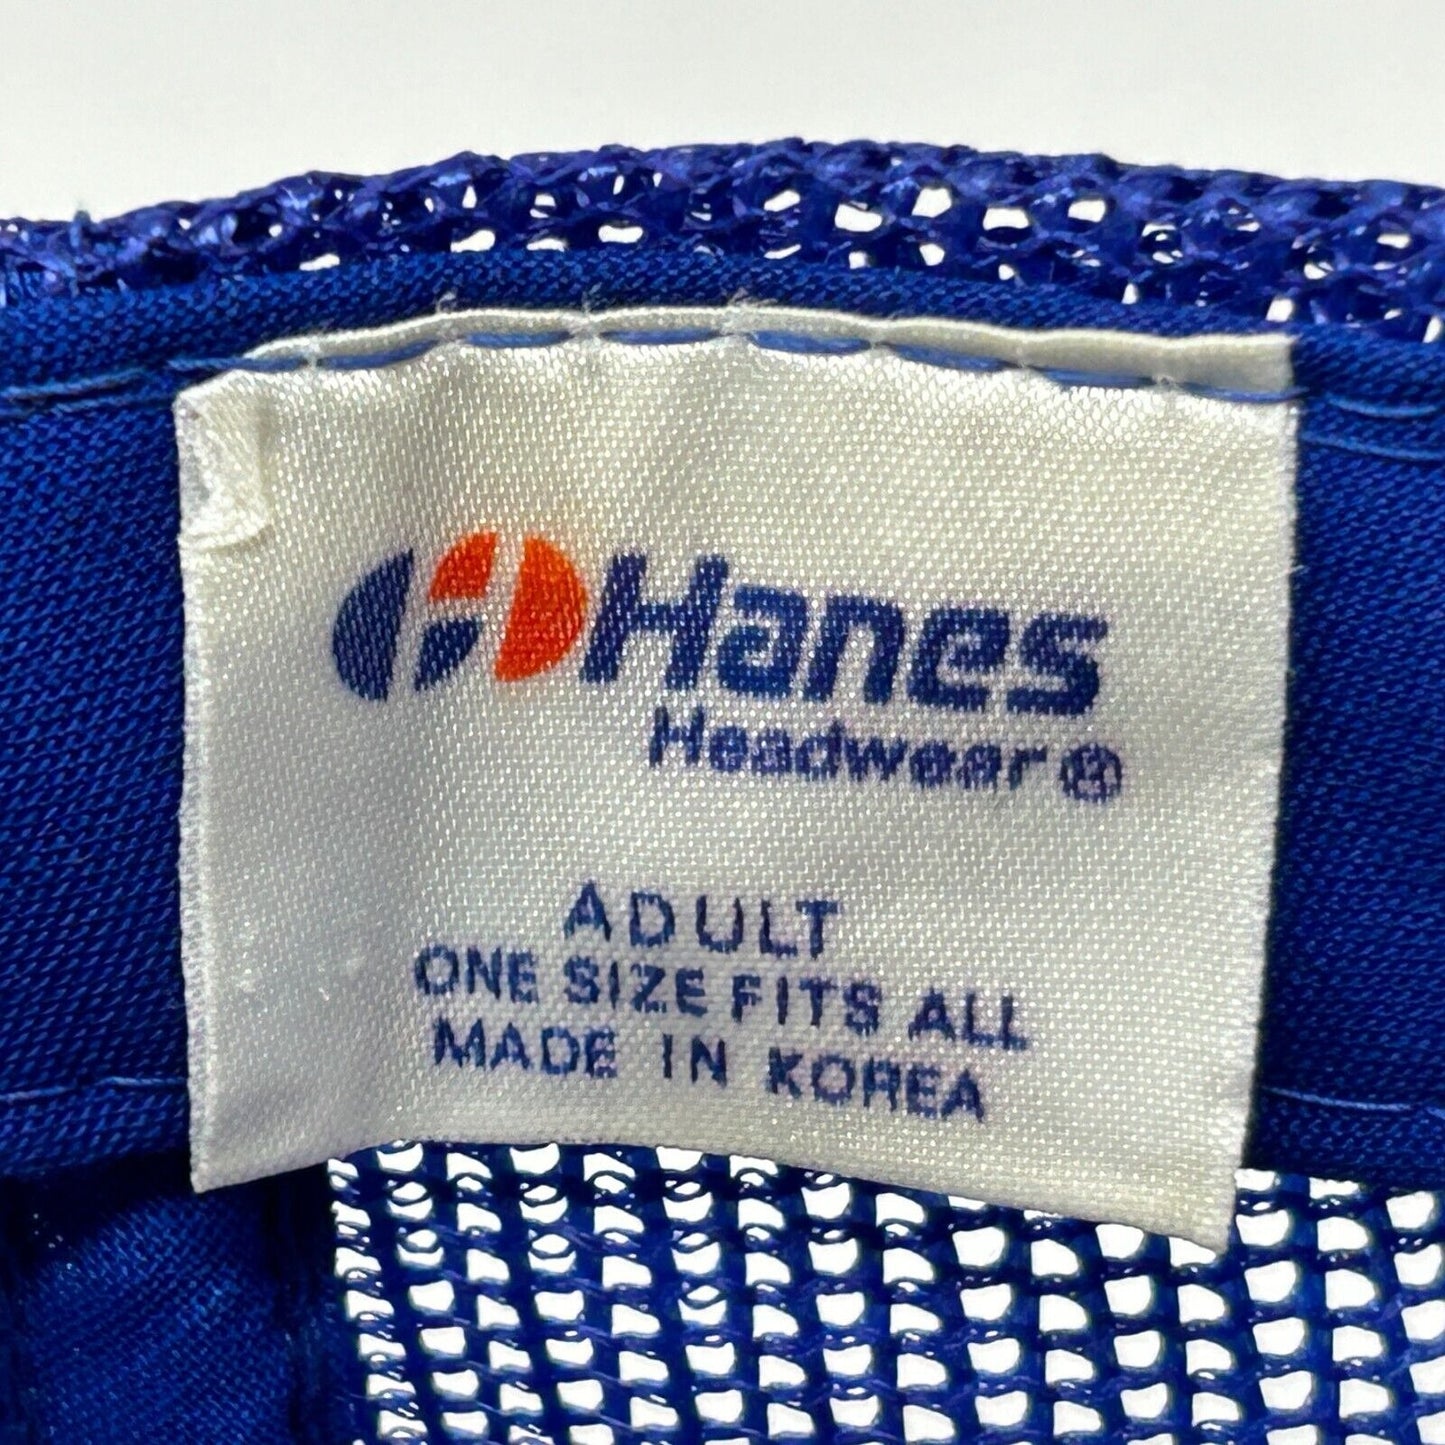 Hanes
Headwear®
ADULT
ONE SIZE FITS ALL
MADE IN KOREA